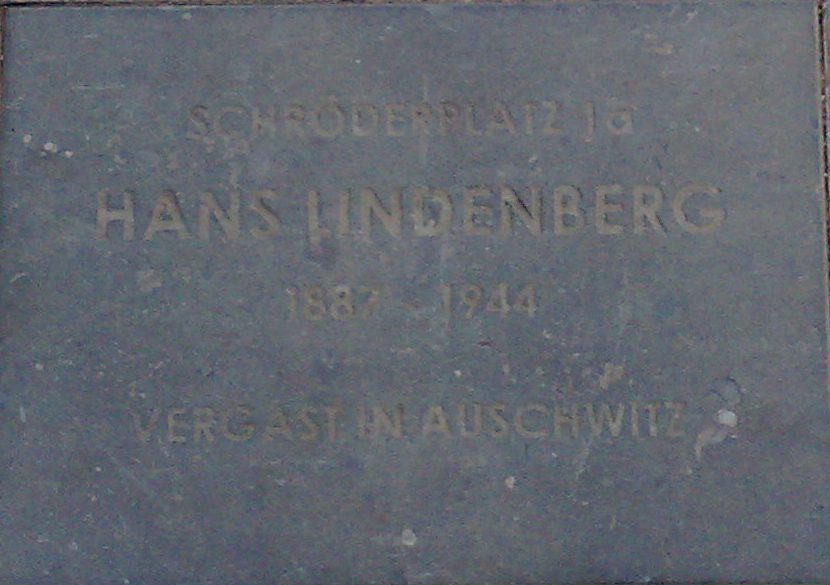 SCHRÖDERPLATZ 1a
HANS LINDENBERG
1887 - 1944
VERGAST IN AUSCHWITZ